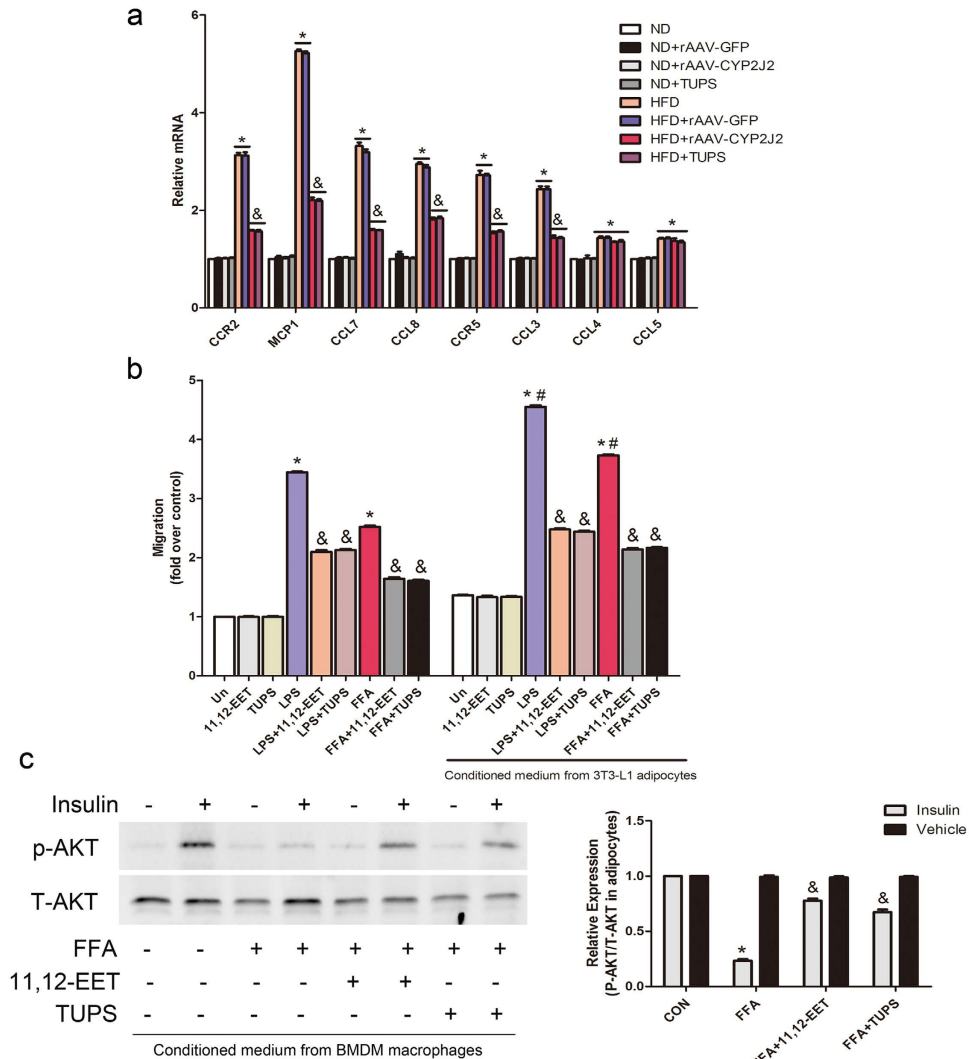 a
Relative mRNA
6
4
2
0
* * * * * * * *
& & & & & &
CCR2 MCP1 CCL7 CCL8 CCR5 CCL3 CCL4 CCL5
ND
ND+rAAV-GFP
ND+rAAV-CYP2J2
ND+TUPS
HFD
HFD+rAAV-GFP
HFD+rAAV-CYP2J2
HFD+TUPS
b
Migration
(fold over control)
5
4
3
2
1
0
* & & * & & * # & & * # & &
Un 11,12-EET TUPS LPS LPS+11,12-EET LPS+TUPS FFA FFA+11,12-EET FFA+TUPS Un 11,12-EET TUPS LPS LPS+11,12-EET LPS+TUPS FFA FFA+11,12-EET FFA+TUPS
Conditioned medium from 3T3-L1 adipocytes
c
Insulin - + - + - + - +
p-AKT
T-AKT
FFA - - + + + + + +
11,12-EET - - - - + + - -
TUPS - - - - - - + +
Conditioned medium from BMDM macrophages
Relative Expression
(P-AKT/T-AKT in adipocytes)
1.5
1.0
0.5
0.0
* & &
CON FFA FFA+11,12-EET FFA+TUPS
Insulin
Vehicle